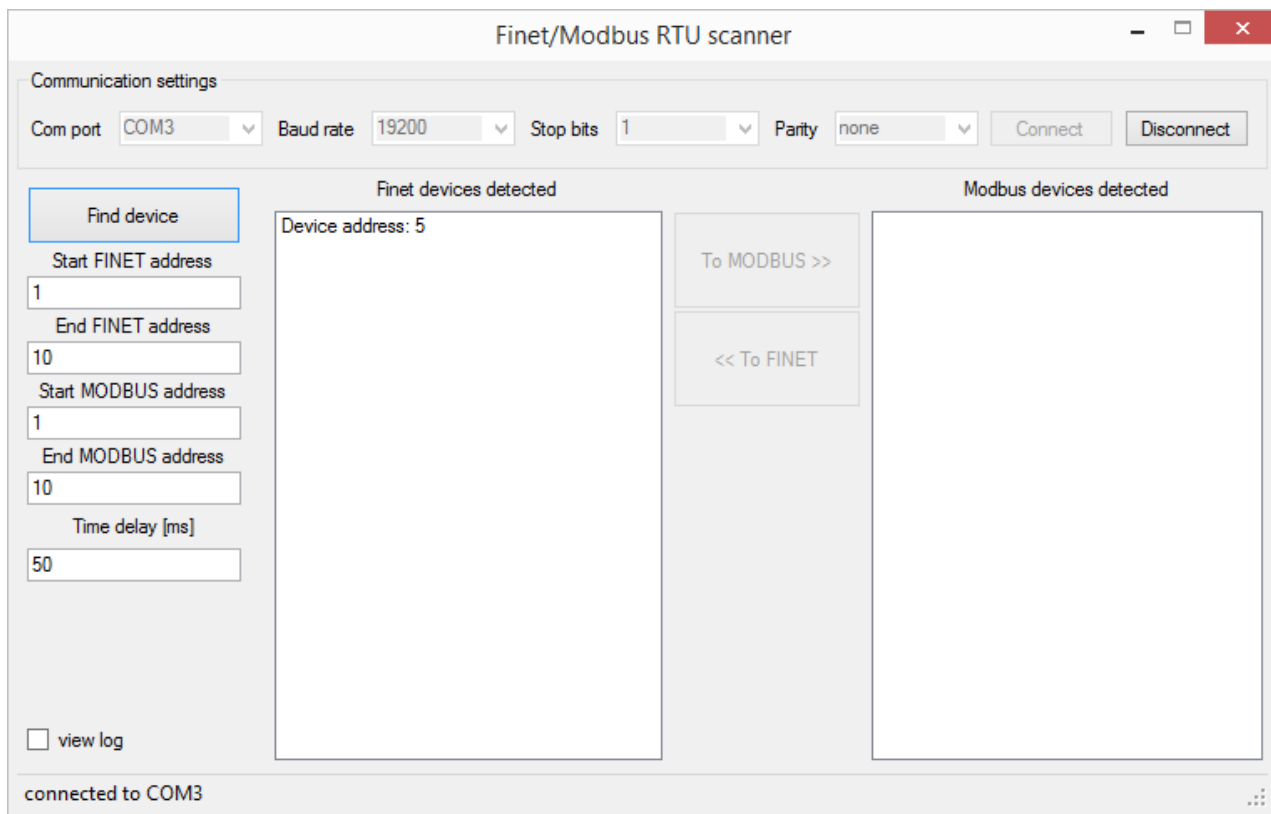 Finet/Modbus RTU scanner
Communication settings
Com port COM3 Baud rate 19200 Stop bits 1 Parity none Connect Disconnect
Find device
Start FINET address
1
End FINET address
10
Start MODBUS address
1
End MODBUS address
10
Time delay [ms]
50
view log
Finet devices detected
Device address: 5
To MODBUS >>
<< To FINET
Modbus devices detected
connected to COM3